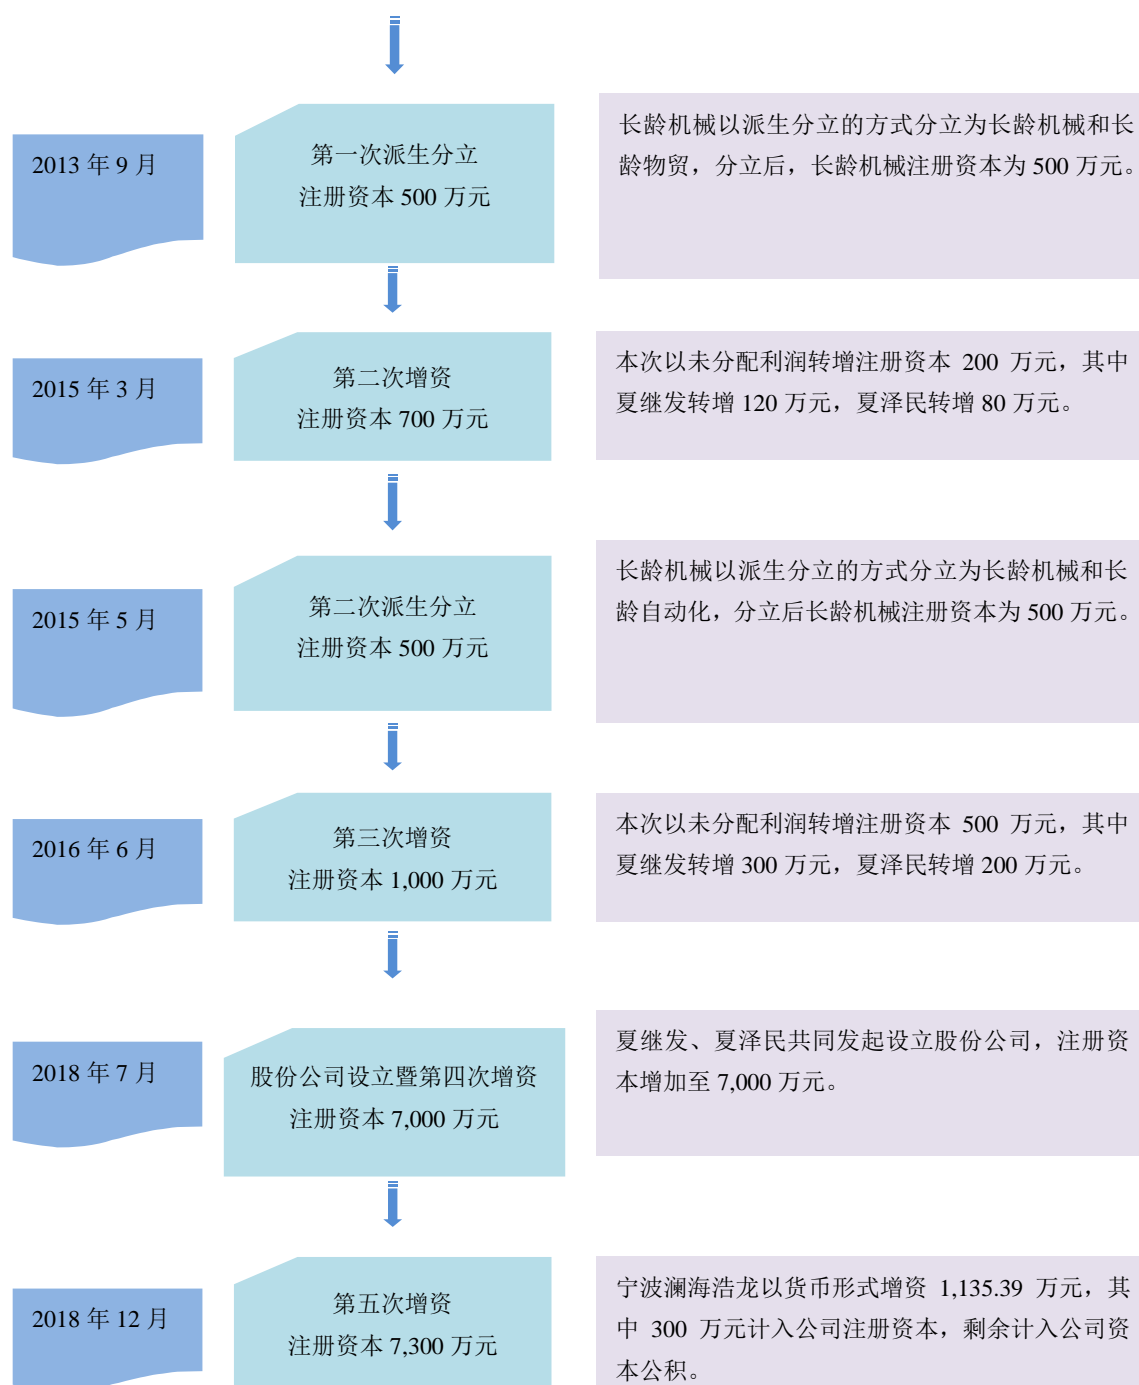 2013 年 9 月
第一次派生分立
注册资本 500 万元
长龄机械以派生分立的方式分立为长龄机械和长
龄物贸，分立后，长龄机械注册资本为 500 万元。
2015 年 3 月
第二次增资
注册资本 700 万元
本次以未分配利润转增注册资本 200 万元，其中
夏继发转增 120 万元，夏泽民转增 80 万元。
2015 年 5 月
第二次派生分立
注册资本 500 万元
长龄机械以派生分立的方式分立为长龄机械和长
龄自动化，分立后长龄机械注册资本为 500 万元。
2016 年 6 月
第三次增资
注册资本 1,000 万元
本次以未分配利润转增注册资本 500 万元，其中
夏继发转增 300 万元，夏泽民转增 200 万元。
2018 年 7 月
股份公司设立暨第四次增资
注册资本 7,000 万元
夏继发、夏泽民共同发起设立股份公司，注册资
本增加至 7,000 万元。
2018 年 12 月
第五次增资
注册资本 7,300 万元
宁波澜海浩龙以货币形式增资 1,135.39 万元，其
中 300 万元计入公司注册资本，剩余计入公司资
本公积。